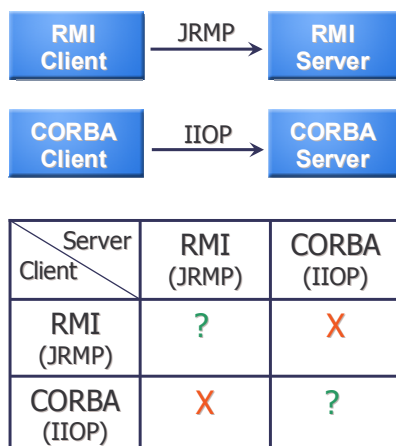 RMI Client
JRMP
RMI Server
CORBA Client
IIOP
CORBA Server
Server
Client
RMI
(JRMP)
CORBA
(IIOP)
RMI
(JRMP)
?
X
CORBA
(IIOP)
X
?